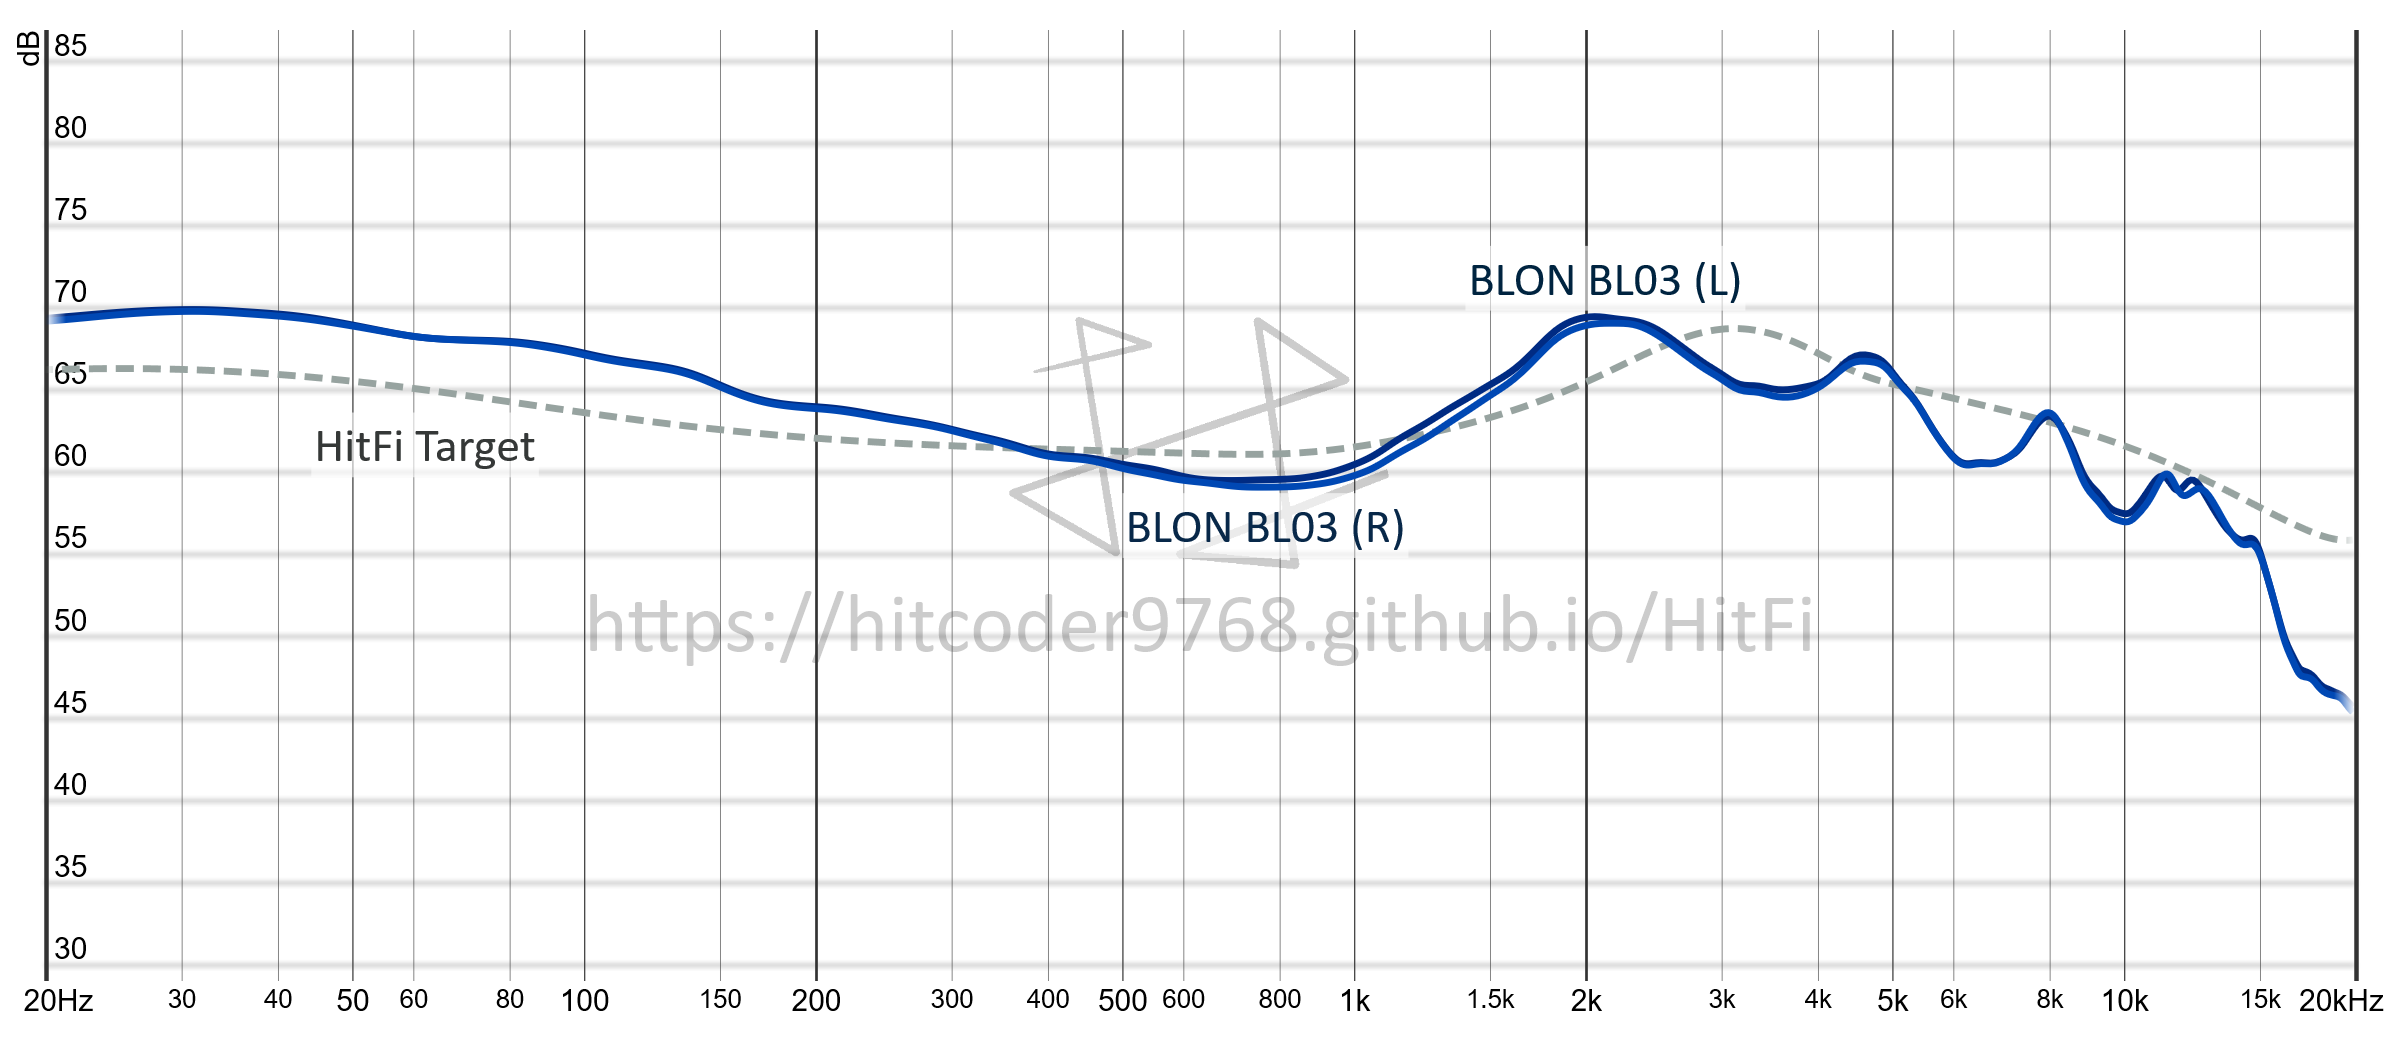 dB
85
80
75
70
65
60
55
50
45
40
35
30
BLON BL03 (L)
HitFi Target
BLON BL03 (R)
https://hitcoder9768.github.io/HitFi
20Hz 30 40 50 60 80 100 150 200 300 400 500 600 800 1k 1.5k 2k 3k 4k 5k 6k 8k 10k 15k 20kHz